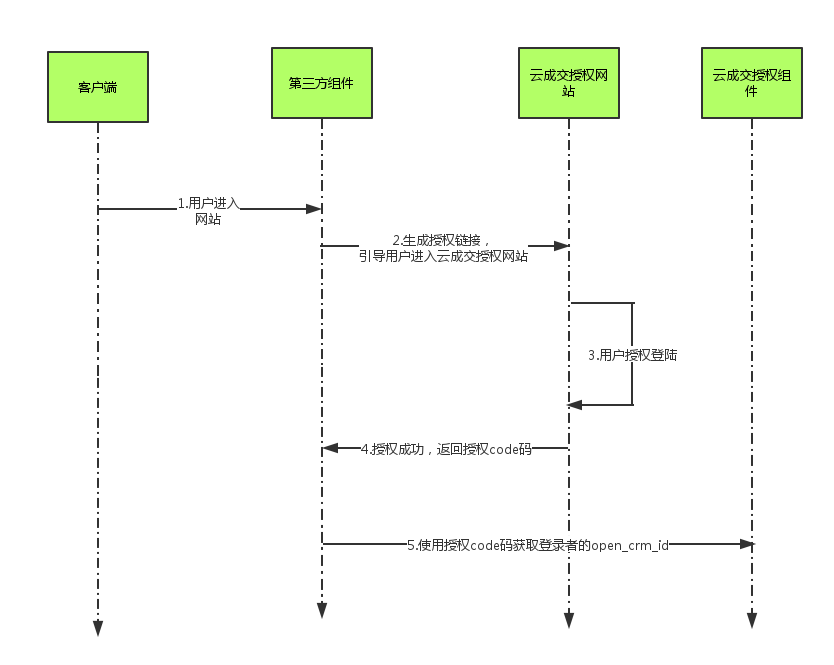 客户端
第三方组件
云成交授权网
站
云成交授权组
件
1.用户进入
网站
2.生成授权链接，
引导用户进入云成交授权网站
3.用户授权登陆
4.授权成功，返回授权code码
5.使用授权code码获取登录者的open_crm_id